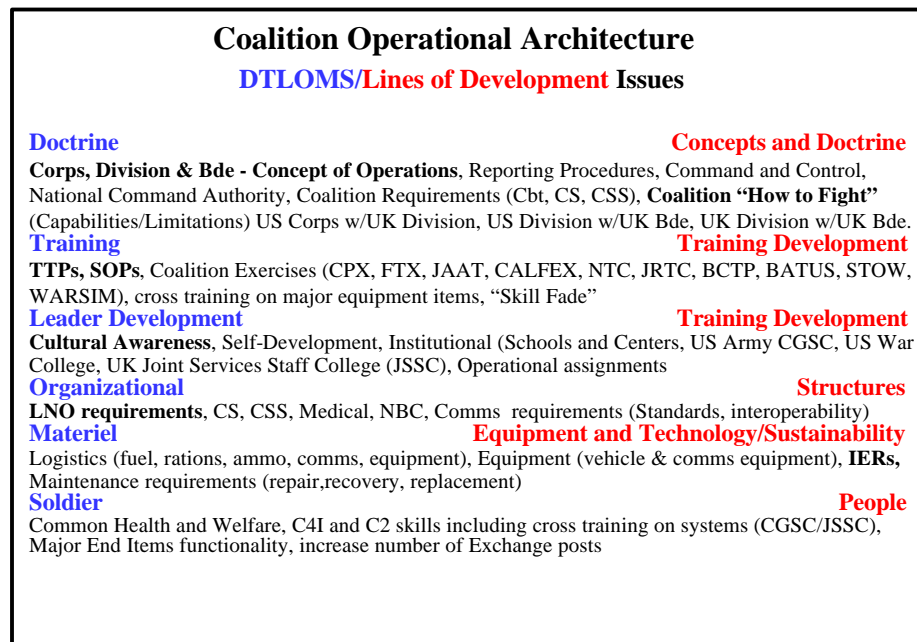 Coalition Operational Architecture
DTLOMS/Lines of Development Issues
Doctrine Concepts and Doctrine
Corps, Division & Bde - Concept of Operations, Reporting Procedures, Command and Control,
National Command Authority, Coalition Requirements (Cbt, CS, CSS), Coalition “How to Fight”
(Capabilities/Limitations) US Corps w/UK Division, US Division w/UK Bde, UK Division w/UK Bde.
Training Training Development
TTPs, SOPs, Coalition Exercises (CPX, FTX, JAAT, CALFEX, NTC, JRTC, BCTP, BATUS, STOW,
WARSIM), cross training on major equipment items, “Skill Fade”
Leader Development Training Development
Cultural Awareness, Self-Development, Institutional (Schools and Centers, US Army CGSC, US War
College, UK Joint Services Staff College (JSSC), Operational assignments
Organizational Structures
LNO requirements, CS, CSS, Medical, NBC, Comms requirements (Standards, interoperability)
Materiel Equipment and Technology/Sustainability
Logistics (fuel, rations, ammo, comms, equipment), Equipment (vehicle & comms equipment), IERs,
Maintenance requirements (repair,recovery, replacement)
Soldier People
Common Health and Welfare, C4I and C2 skills including cross training on systems (CGSC/JSSC),
Major End Items functionality, increase number of Exchange posts